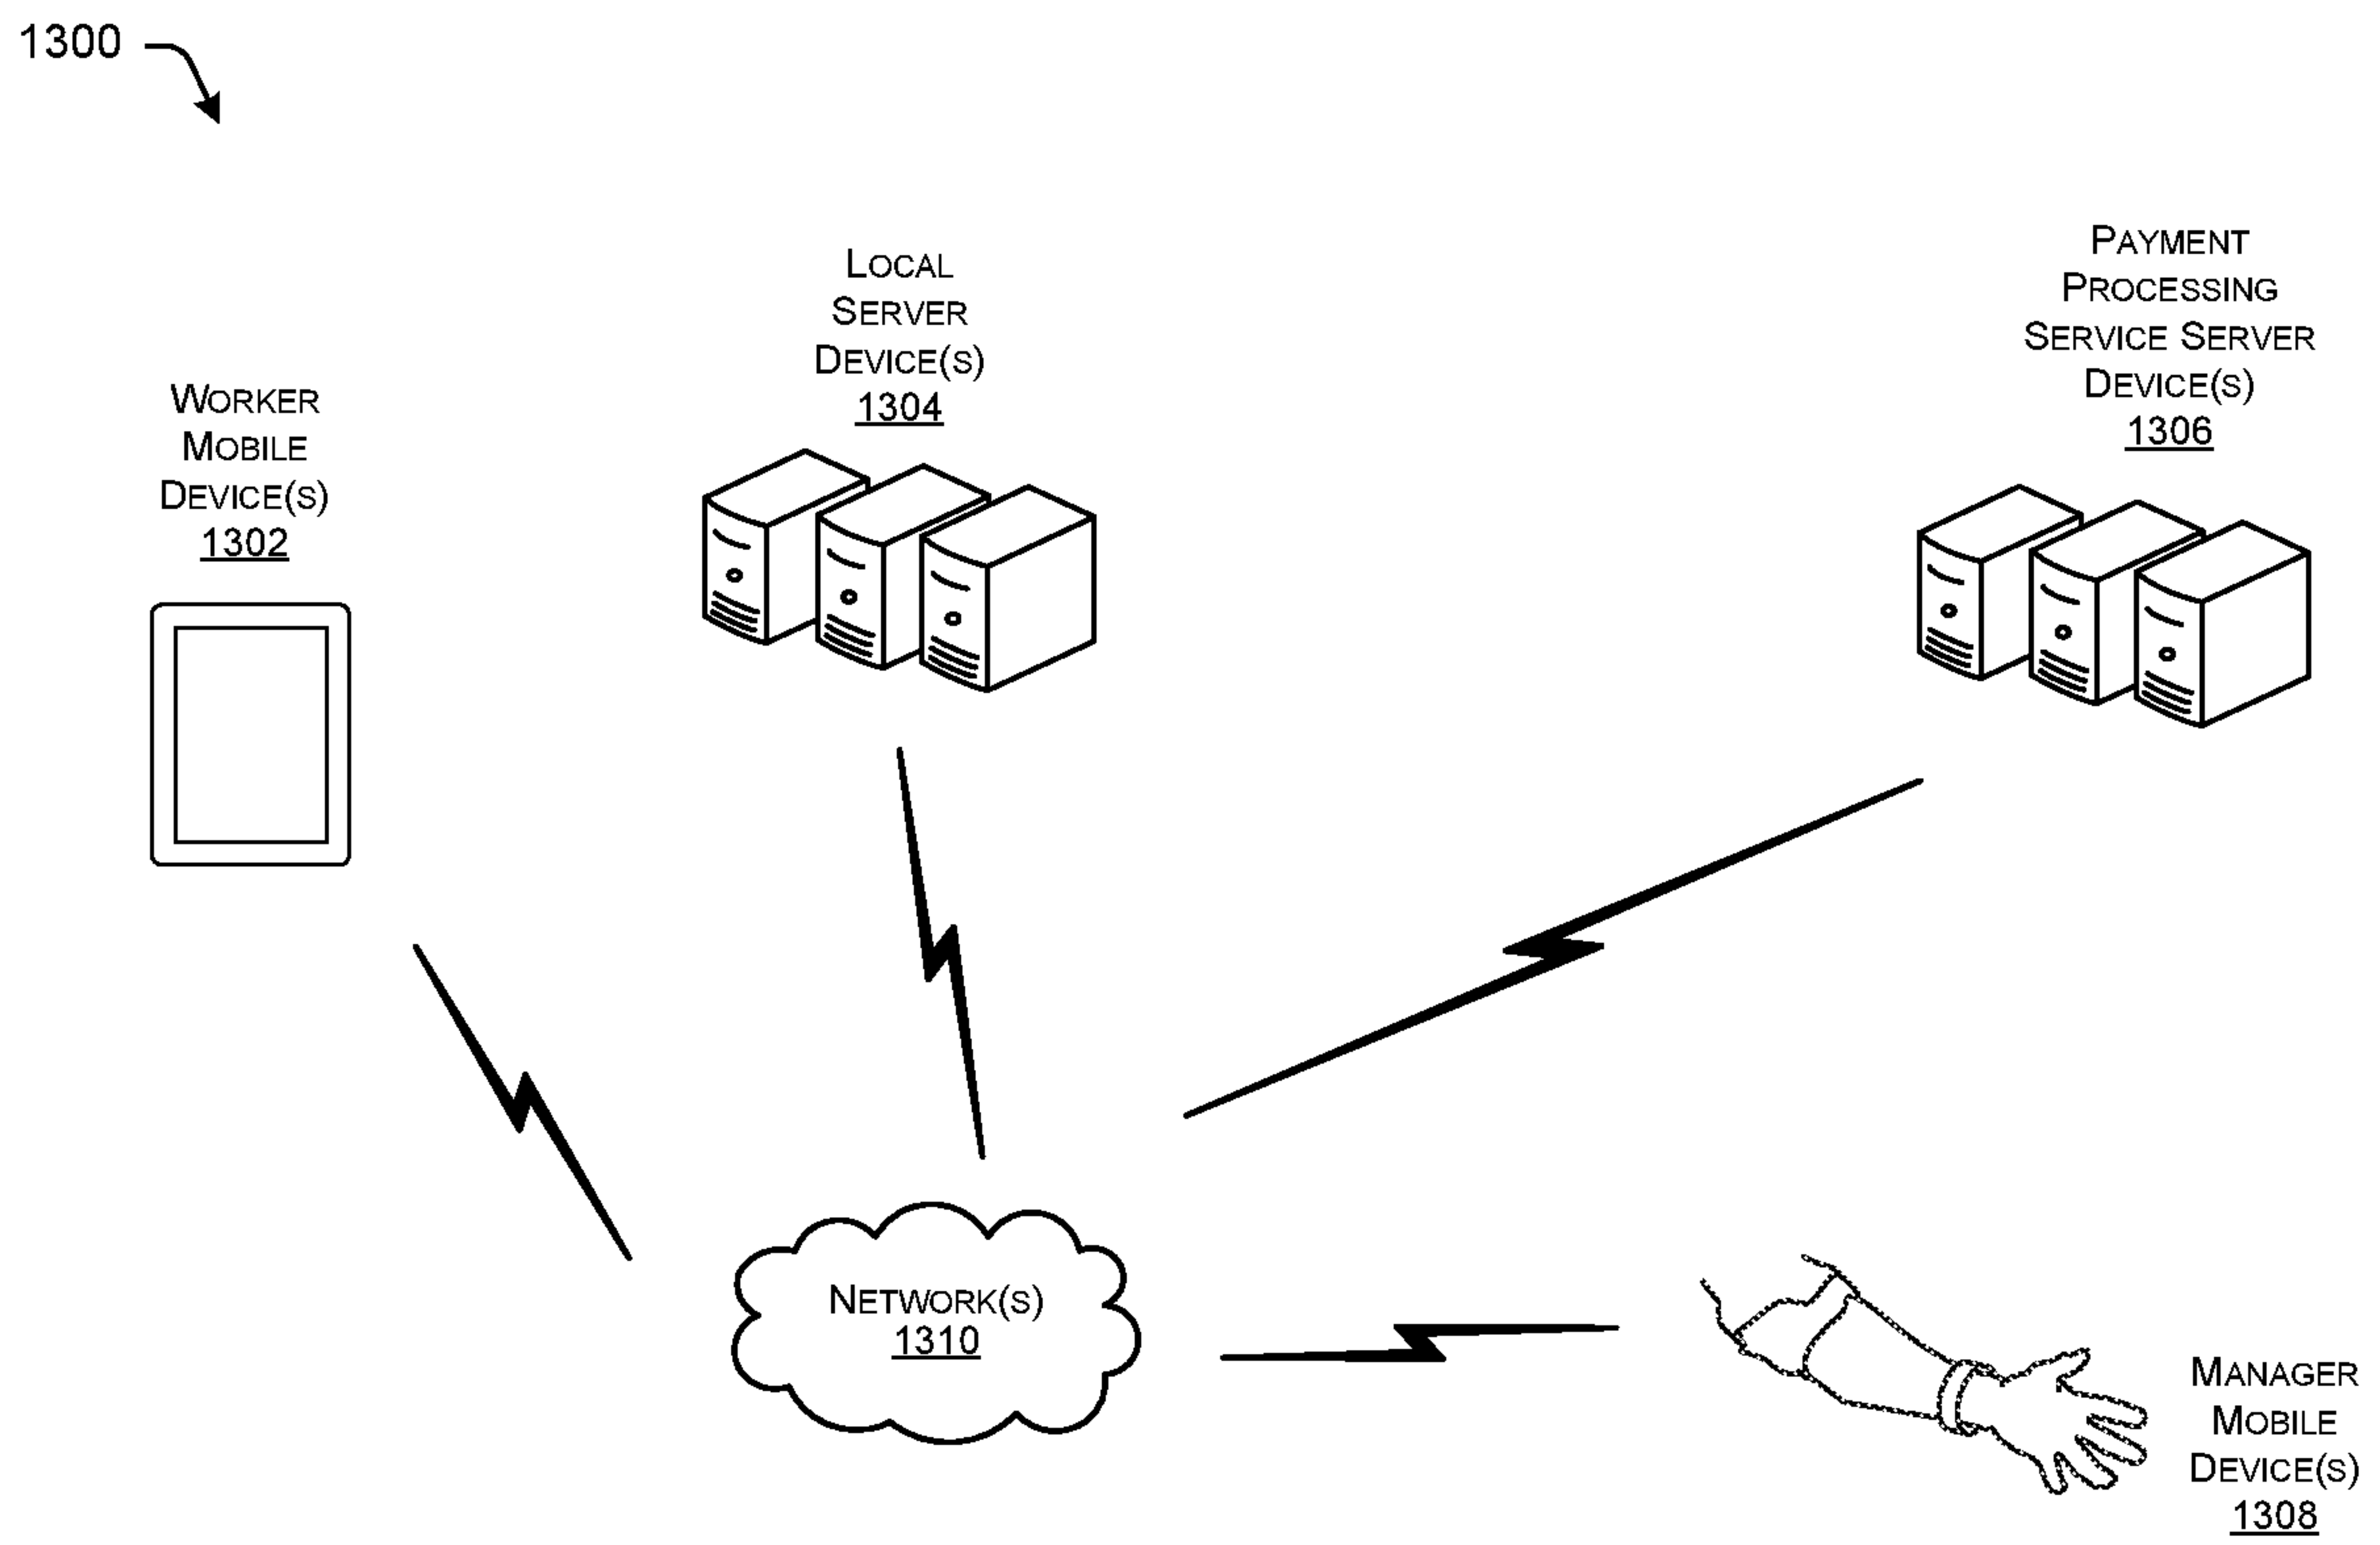 1300
LOCAL
SERVER
DEVICE(S)
1304
PAYMENT
PROCESSING
SERVICE SERVER
DEVICE(S)
1306
WORKER
MOBILE
DEVICE(S)
1302
NETWORK(S)
1310
MANAGER
MOBILE
DEVICE(S)
1308